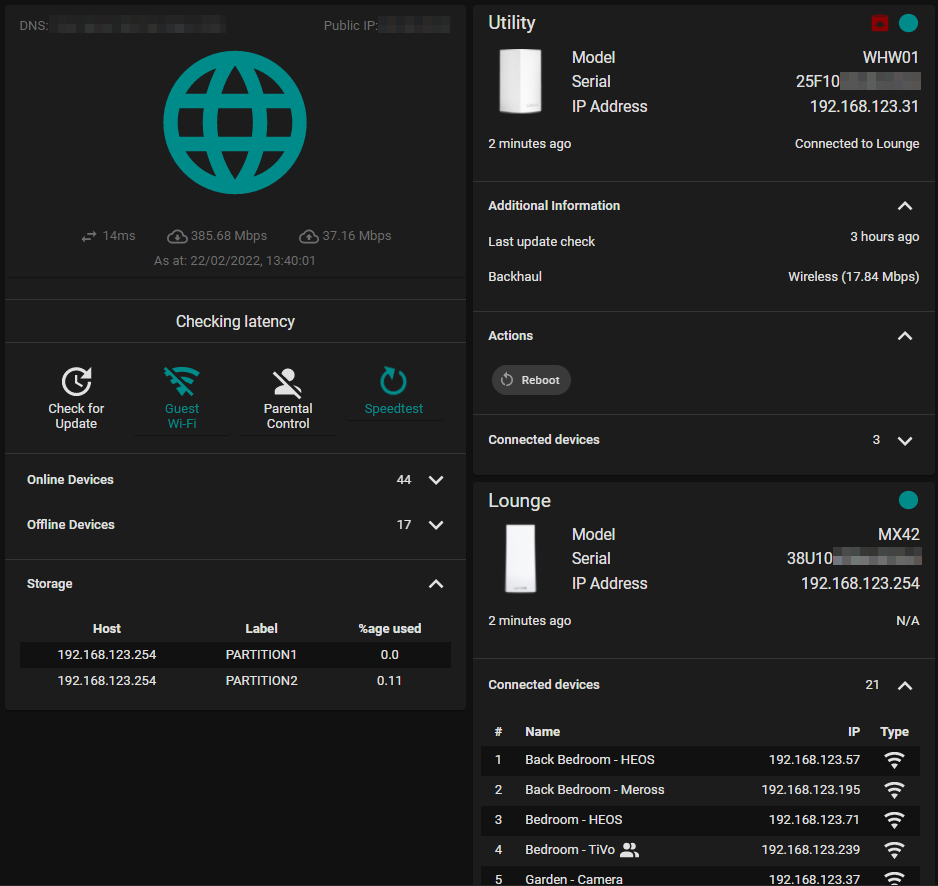 DNS:
Public IP:
14ms
385.68 Mbps
37.16 Mbps
As at: 22/02/2022, 13:40:01
Checking latency
Check for
Update
Guest
Wi-Fi
Parental
Control
Speedtest
Online Devices 44
Offline Devices 17
Storage
Host Label %age used
192.168.123.254 PARTITION1 0.0
192.168.123.254 PARTITION2 0.11
Utility
Model WHW01
Serial 25F10
IP Address 192.168.123.31
2 minutes ago Connected to Lounge
Additional Information
Last update check 3 hours ago
Backhaul Wireless (17.84 Mbps)
Actions
Reboot
Connected devices 3
Lounge
Model MX42
Serial 38U10
IP Address 192.168.123.254
2 minutes ago N/A
Connected devices 21
# Name IP Type
1 Back Bedroom - HEOS 192.168.123.57
2 Back Bedroom - Meross 192.168.123.195
3 Bedroom - HEOS 192.168.123.71
4 Bedroom - TiVo 192.168.123.239
5 Garden - Camera 192.168.123.37